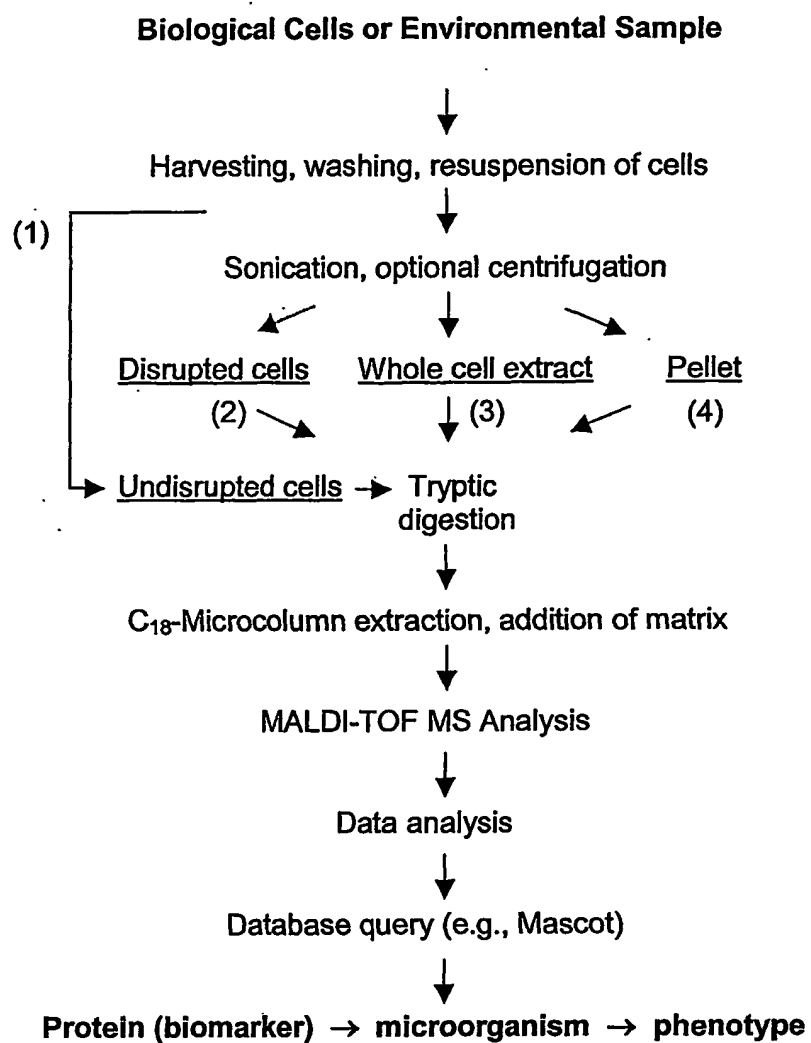 Biological Cells or Environmental Sample
Harvesting, washing, resuspension of cells
(1)
Sonication, optional centrifugation
Disrupted cells Whole cell extract Pellet
(2) (3) (4)
Undisrupted cells → Tryptic
digestion
C₁₈-Microcolumn extraction, addition of matrix
MALDI-TOF MS Analysis
Data analysis
Database query (e.g., Mascot)
Protein (biomarker) → microorganism → phenotype